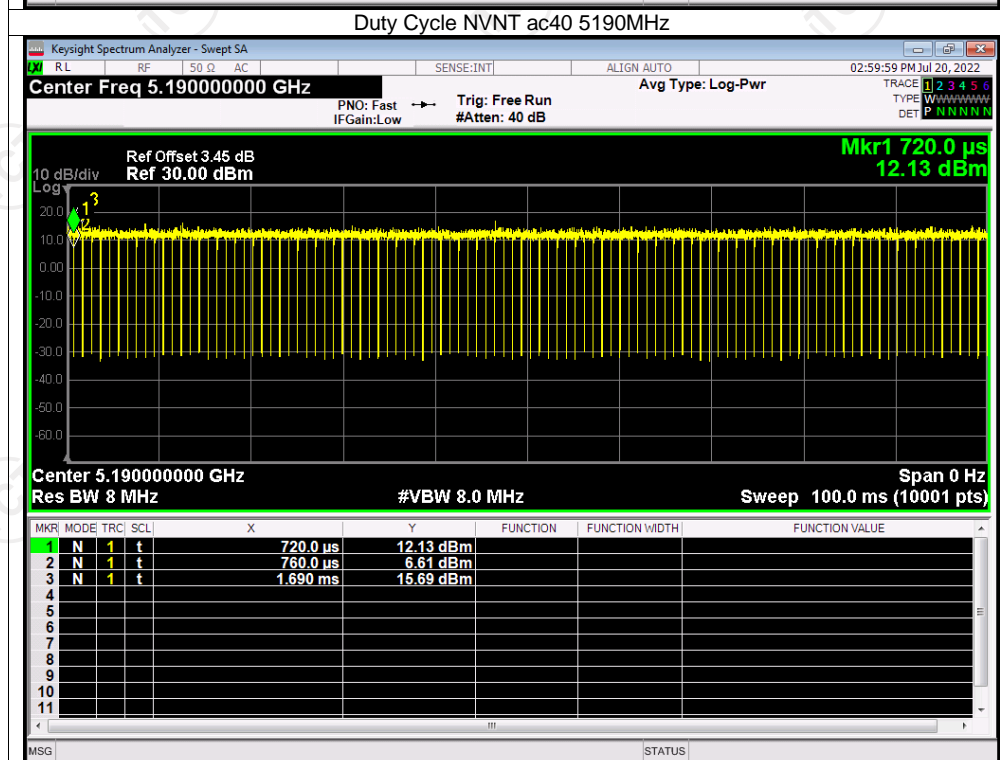 Duty Cycle NVNT ac40 5190MHz
Keysight Spectrum Analyzer - Swept SA
LXI RL RF 50 Ω AC SENSE:INT ALIGN AUTO 02:59:59 PM Jul 20, 2022
Center Freq 5.190000000 GHz Avg Type: Log-Pwr TRACE 1 2 3 4 5 6
PNO: Fast Trig: Free Run TYPE WWWWWW
IFGain:Low #Atten: 40 dB DET P N N N N N
Mkr1 720.0 µs
12.13 dBm
Ref Offset 3.45 dB
10 dB/div Ref 30.00 dBm
Log
20.0
10.0
0.00
-10.0
-20.0
-30.0
-40.0
-50.0
-60.0
1
2
3
Center 5.190000000 GHz Span 0 Hz
Res BW 8 MHz #VBW 8.0 MHz Sweep 100.0 ms (10001 pts)
MKR MODE TRC SCL X Y FUNCTION FUNCTION WIDTH FUNCTION VALUE
1 N 1 t 720.0 µs 12.13 dBm
2 N 1 t 760.0 µs 6.61 dBm
3 N 1 t 1.690 ms 15.69 dBm
4
5
6
7
8
9
10
11
MSG STATUS